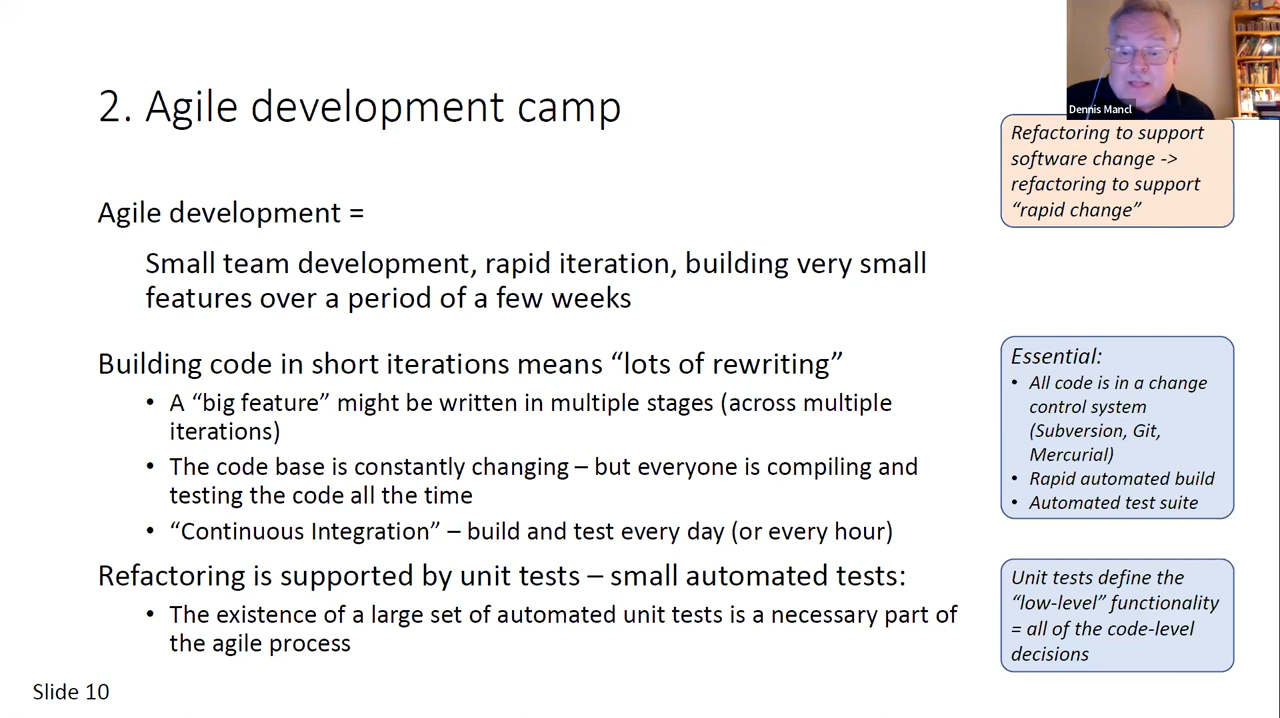 Dennis Mancl
2. Agile development camp
Refactoring to support
software change ->
refactoring to support
“rapid change”
Agile development =
Small team development, rapid iteration, building very small
features over a period of a few weeks
Building code in short iterations means “lots of rewriting”
• A “big feature” might be written in multiple stages (across multiple
iterations)
• The code base is constantly changing – but everyone is compiling and
testing the code all the time
• “Continuous Integration” – build and test every day (or every hour)
Essential:
• All code is in a change
control system
(Subversion, Git,
Mercurial)
• Rapid automated build
• Automated test suite
Refactoring is supported by unit tests – small automated tests:
• The existence of a large set of automated unit tests is a necessary part of
the agile process
Unit tests define the
“low-level” functionality
= all of the code-level
decisions
Slide 10